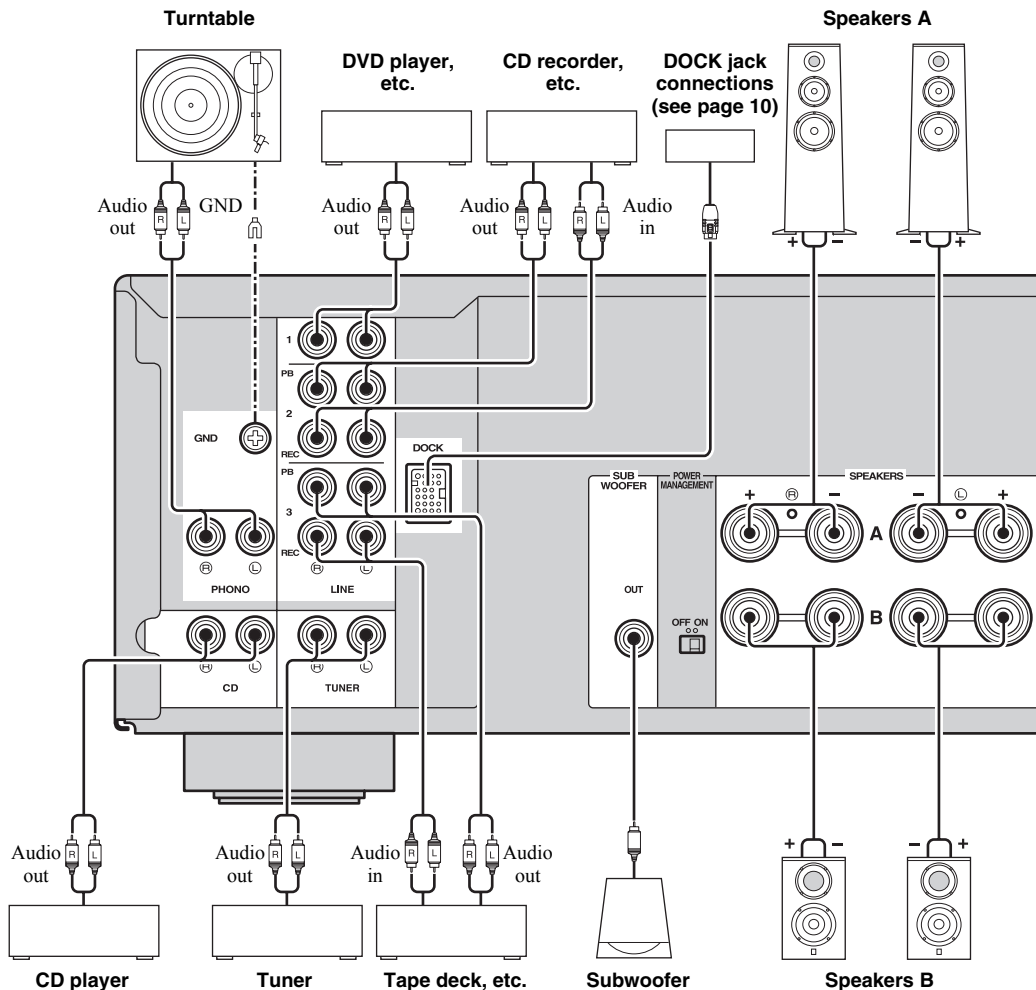 Turntable
Speakers A
DVD player,
etc.
CD recorder,
etc.
DOCK jack
connections
(see page 10)
Audio
out
R
L
GND
Audio
out
R
L
Audio
out
R
L
R
L
Audio
in
+
−
−
+
1
PB
2
REC
PB
3
REC
GND
DOCK
R
L
PHONO
R
L
LINE
R
L
CD
R
L
TUNER
SUB
WOOFER
OUT
POWER
MANAGEMENT
OFF ON
SPEAKERS
+
R
−
−
L
+
A
B
Audio
out
R
L
Audio
out
R
L
Audio
in
R
L
R
L
Audio
out
+
−
−
+
CD player
Tuner
Tape deck, etc.
Subwoofer
Speakers B